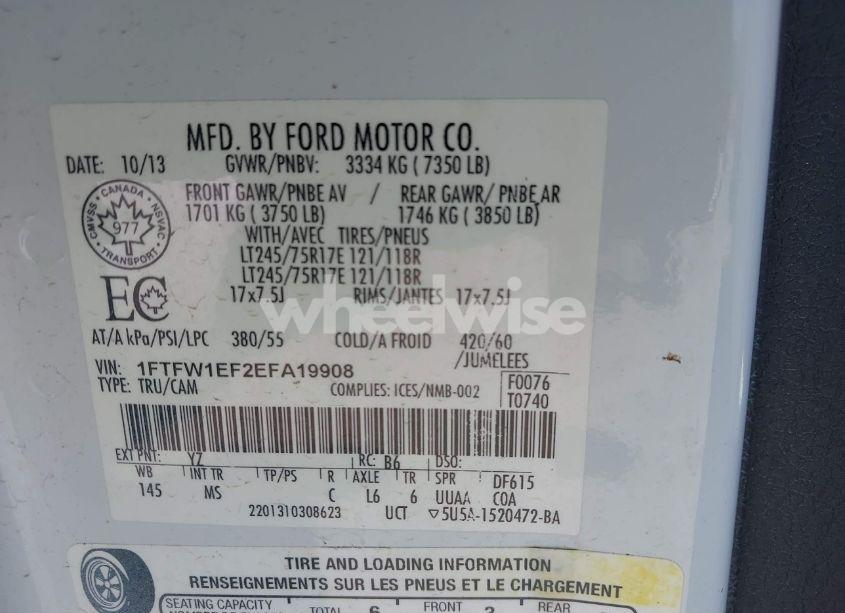 MFD. BY FORD MOTOR CO.
DATE: 10/13 GVWR/PNBV: 3334 KG ( 7350 LB)
FRONT GAWR/PNBE AV / REAR GAWR/ PNBE AR
1701 KG ( 3750 LB) 1746 KG ( 3850 LB)
WITH/AVEC TIRES/PNEUS
LT245/75R17E 121/118R
LT245/75R17E 121/118R
17x7.5J RIMS/JANTES 17x7.5J
CANADA
CMVSS NSVAC
977
TRANSPORT
EC
wheelwise
AT/A kPa/PSI/LPC 380/55 COLD/A FROID 420/60
/JUMELEES
VIN: 1FTFW1EF2EFA19908
TYPE: TRU/CAM COMPLIES: ICES/NMB-002
F0076
T0740
EXT PNT: YZ RC: B6 DSO:
WB INT TR TP/PS R AXLE TR SPR DF615
145 MS C L6 6 UUAA COA
2201310308623 UCT ▽5U5A-1520472-BA
TIRE AND LOADING INFORMATION
RENSEIGNEMENTS SUR LES PNEUS ET LE CHARGEMENT
SEATING CAPACITY TOTAL 6 FRONT 3 REAR